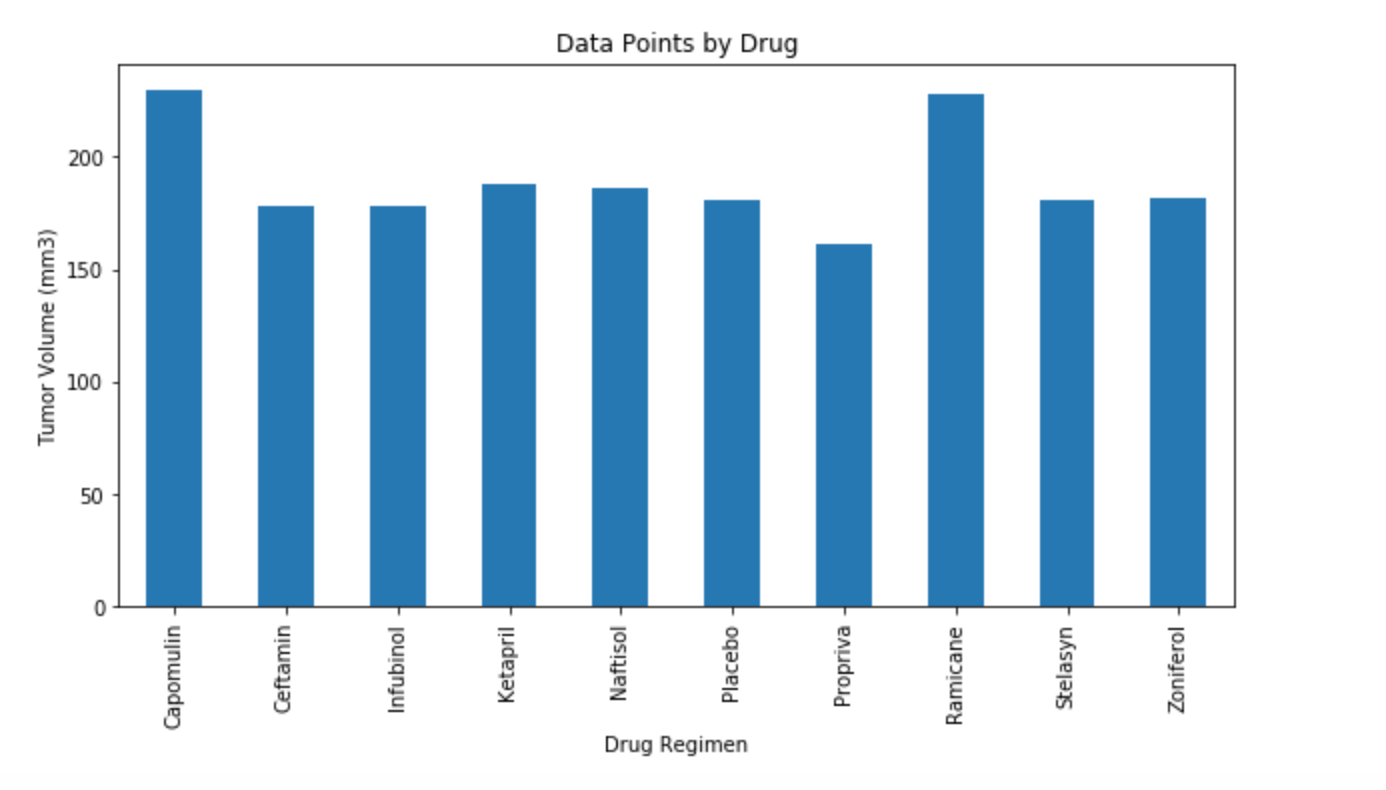 Data Points by Drug
Tumor Volume (mm3)
200
150
100
50
0
Capomulin
Ceftamin
Infubinol
Ketapril
Naftisol
Placebo
Propriva
Ramicane
Stelasyn
Zoniferol
Drug Regimen